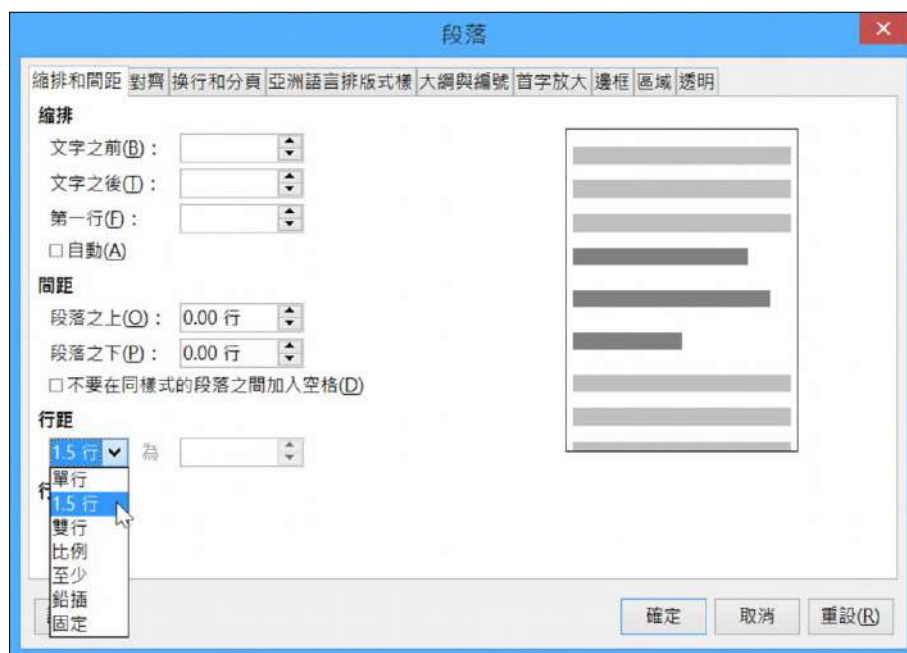 段落
縮排和間距 對齊 換行和分頁 亞洲語言排版式樣 大綱與編號 首字放大 邊框 區域 透明
縮排
文字之前(B)：
文字之後(T)：
第一行(F)：
自動(A)
間距
段落之上(O)： 0.00 行
段落之下(P)： 0.00 行
不要在同樣式的段落之間加入空格(D)
行距
1.5 行 為
單行
1.5 行
雙行
比例
至少
鉛插
固定
確定 取消 重設(R)